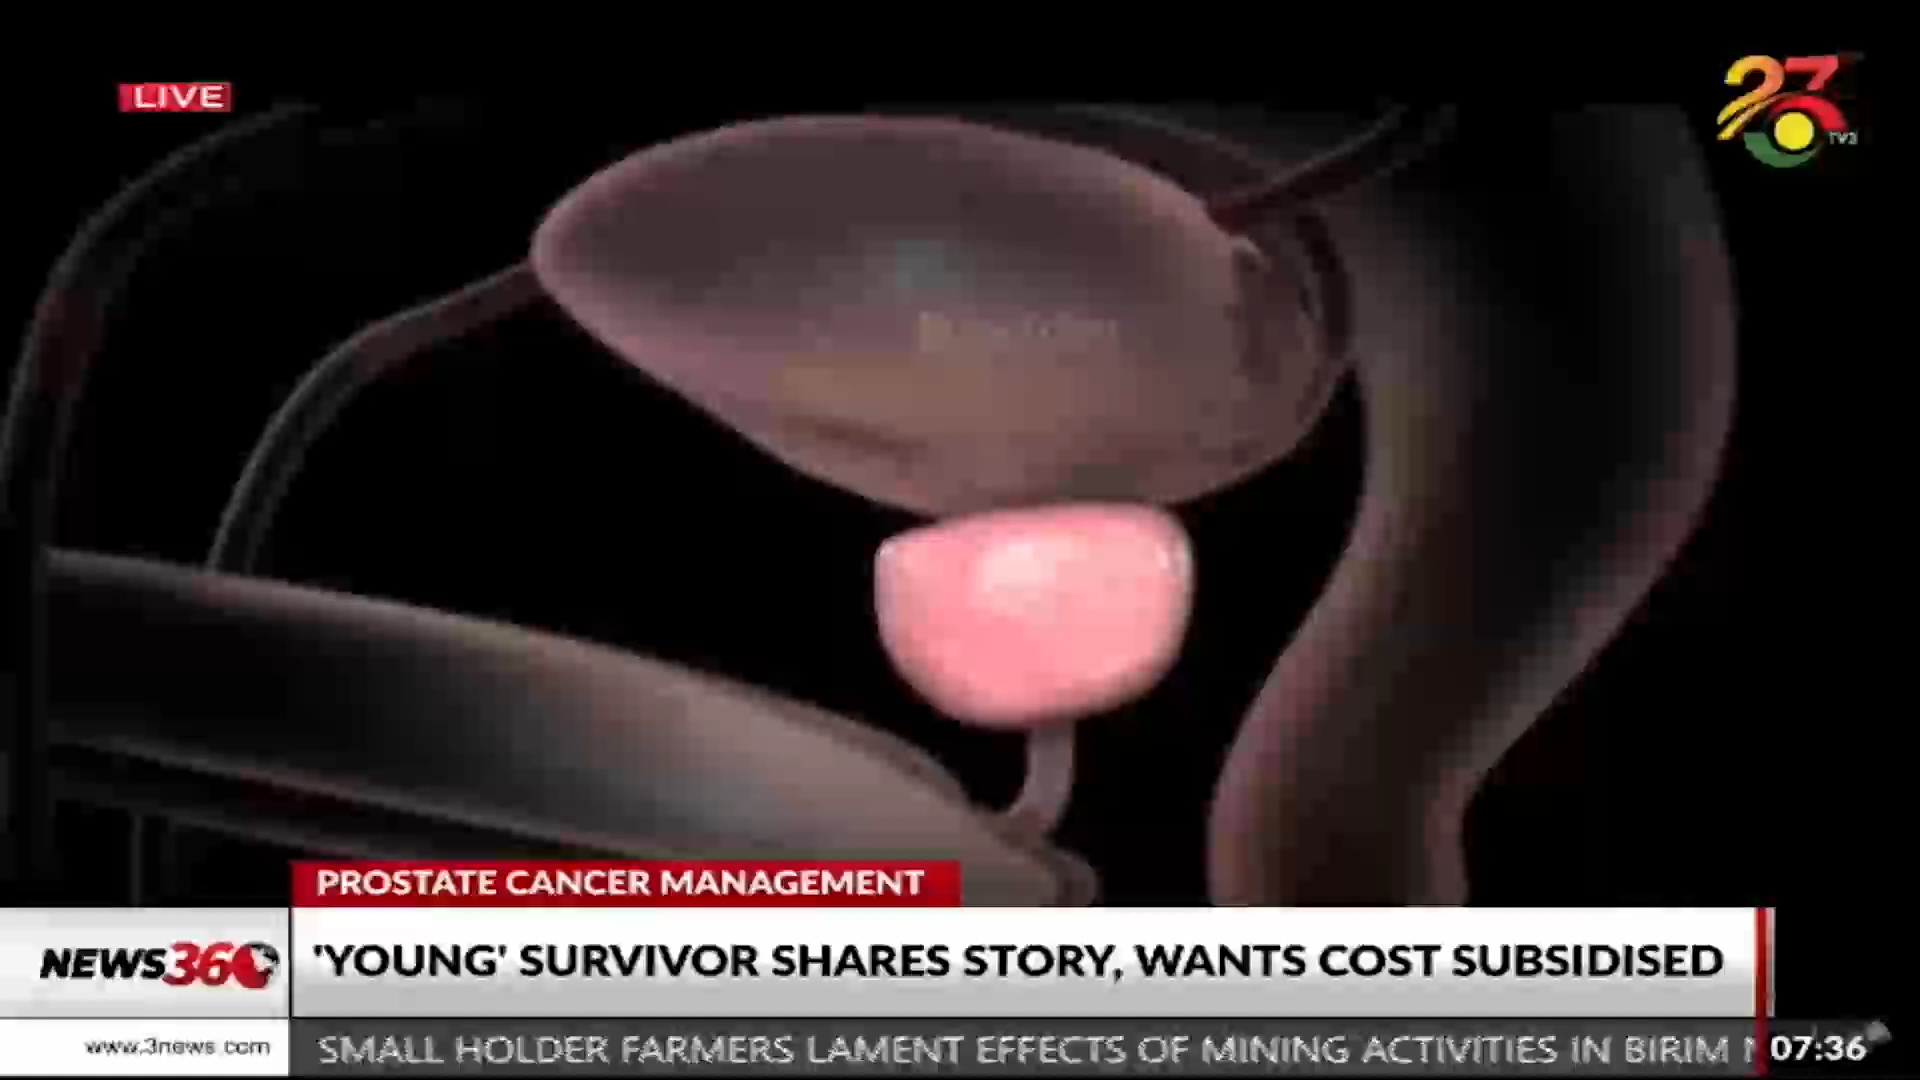 LIVE
23
TV3
PROSTATE CANCER MANAGEMENT
NEWS360
'YOUNG' SURVIVOR SHARES STORY, WANTS COST SUBSIDISED
www.3news.com
SMALL HOLDER FARMERS LAMENT EFFECTS OF MINING ACTIVITIES IN BIRIM
07:36